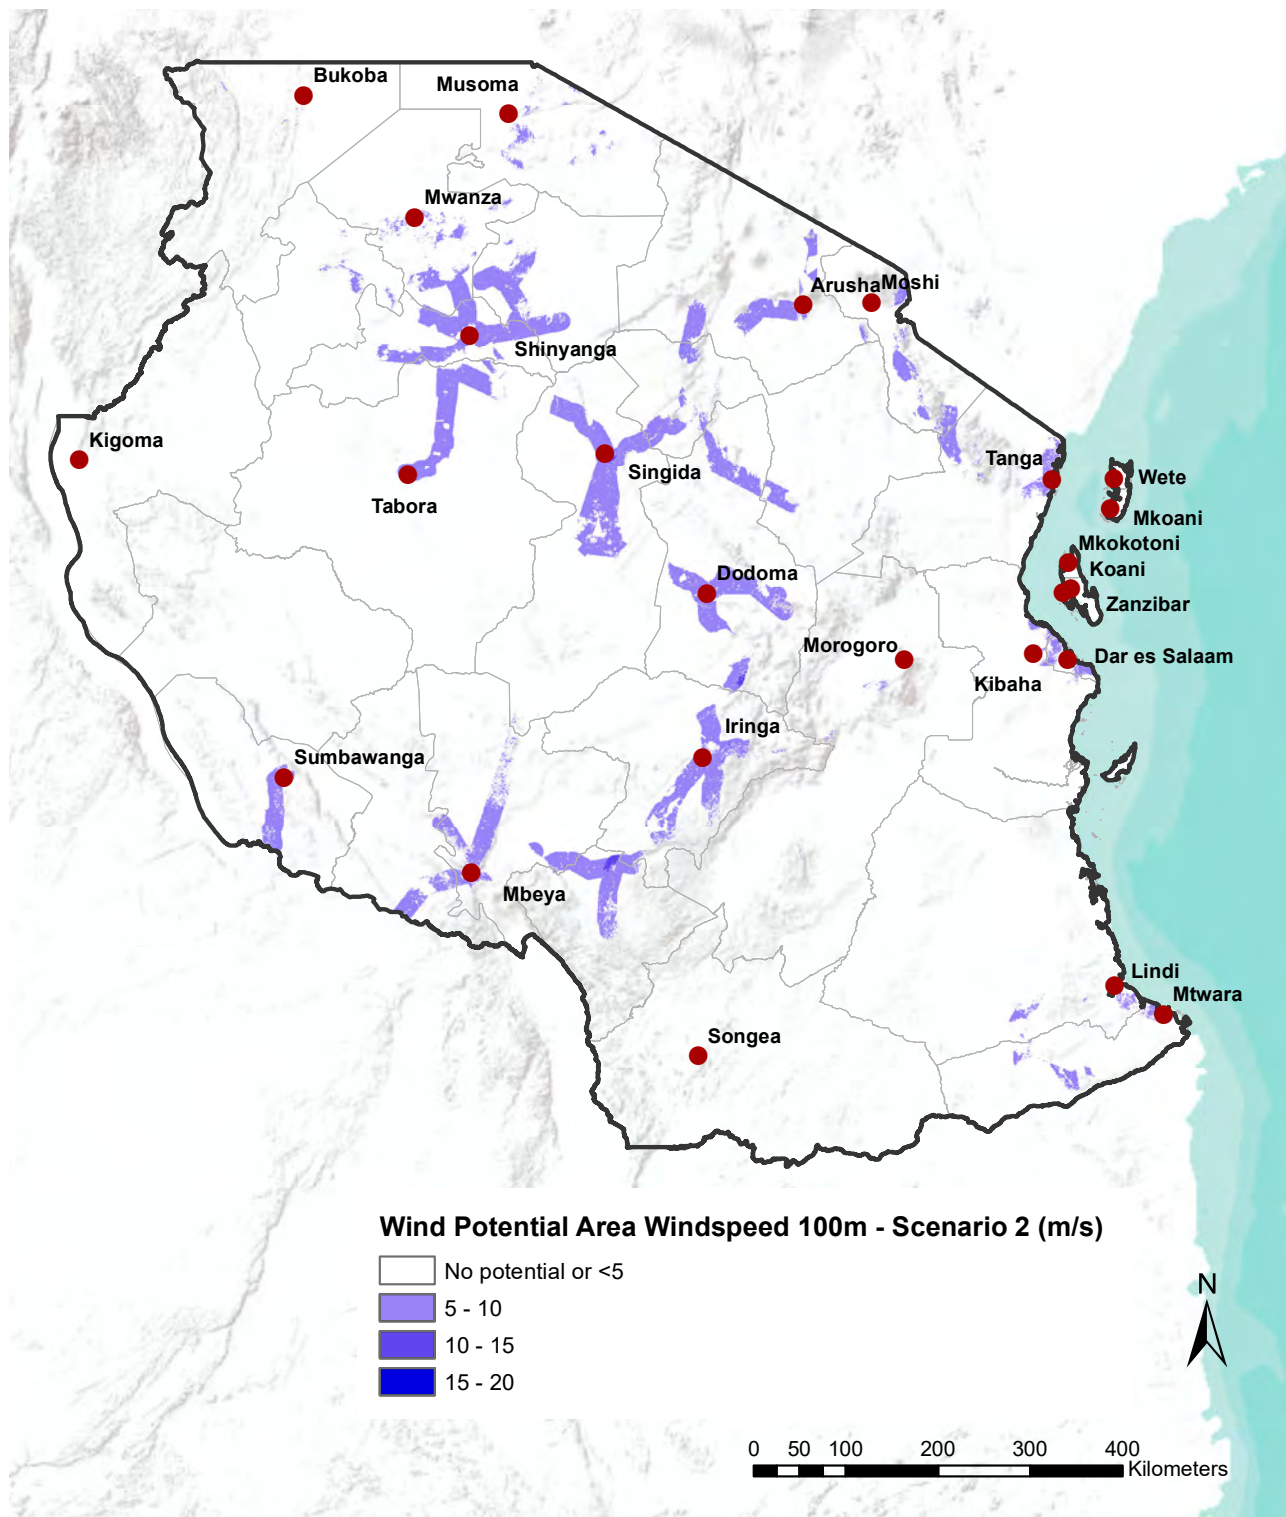 Bukoba
Musoma
Mwanza
Arusha
Moshi
Shinyanga
Kigoma
Tabora
Singida
Tanga
Wete
Mkoani
Mkokotoni
Koani
Zanzibar
Dodoma
Morogoro
Dar es Salaam
Kibaha
Iringa
Sumbawanga
Mbeya
Lindi
Mtwara
Songea
Wind Potential Area Windspeed 100m - Scenario 2 (m/s)
No potential or <5
5 - 10
10 - 15
15 - 20
N
0 50 100 200 300 400
Kilometers